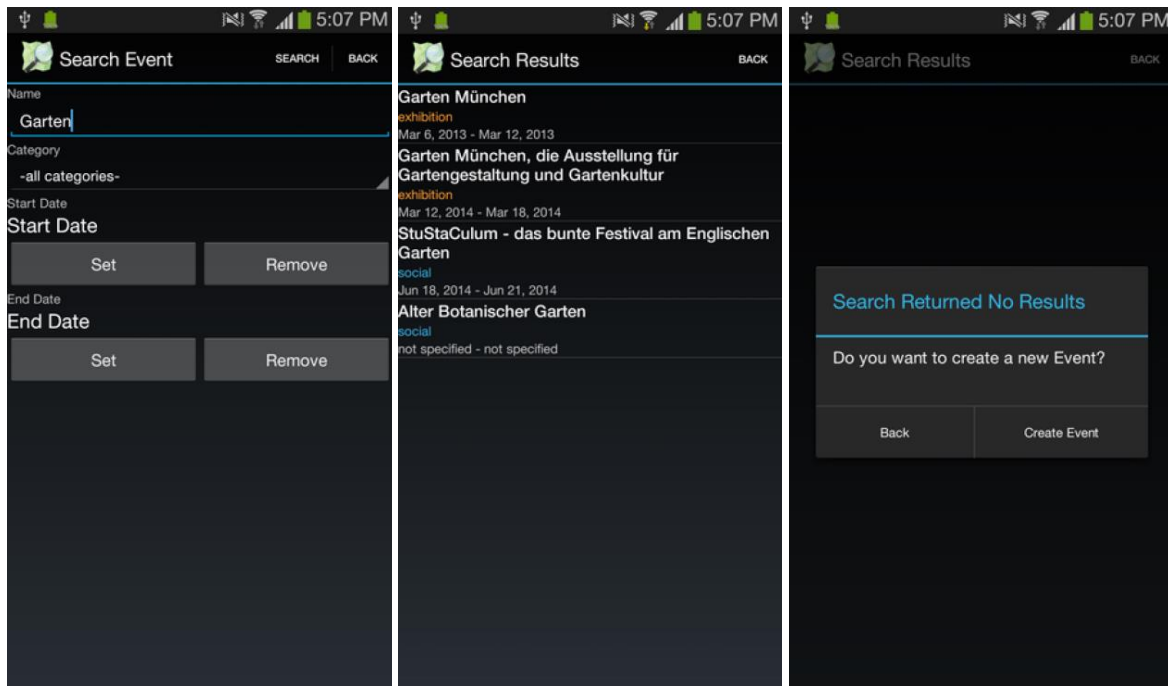 5:07 PM
Search Event
SEARCH
BACK
Name
Garten
Category
-all categories-
Start Date
Start Date
Set
Remove
End Date
End Date
Set
Remove
5:07 PM
Search Results
BACK
Garten München
exhibition
Mar 6, 2013 - Mar 12, 2013
Garten München, die Ausstellung für
Gartengestaltung und Gartenkultur
exhibition
Mar 12, 2014 - Mar 18, 2014
StuStaCulum - das bunte Festival am Englischen
Garten
social
Jun 18, 2014 - Jun 21, 2014
Alter Botanischer Garten
social
not specified - not specified
5:07 PM
Search Results
BACK
Search Returned No Results
Do you want to create a new Event?
Back
Create Event